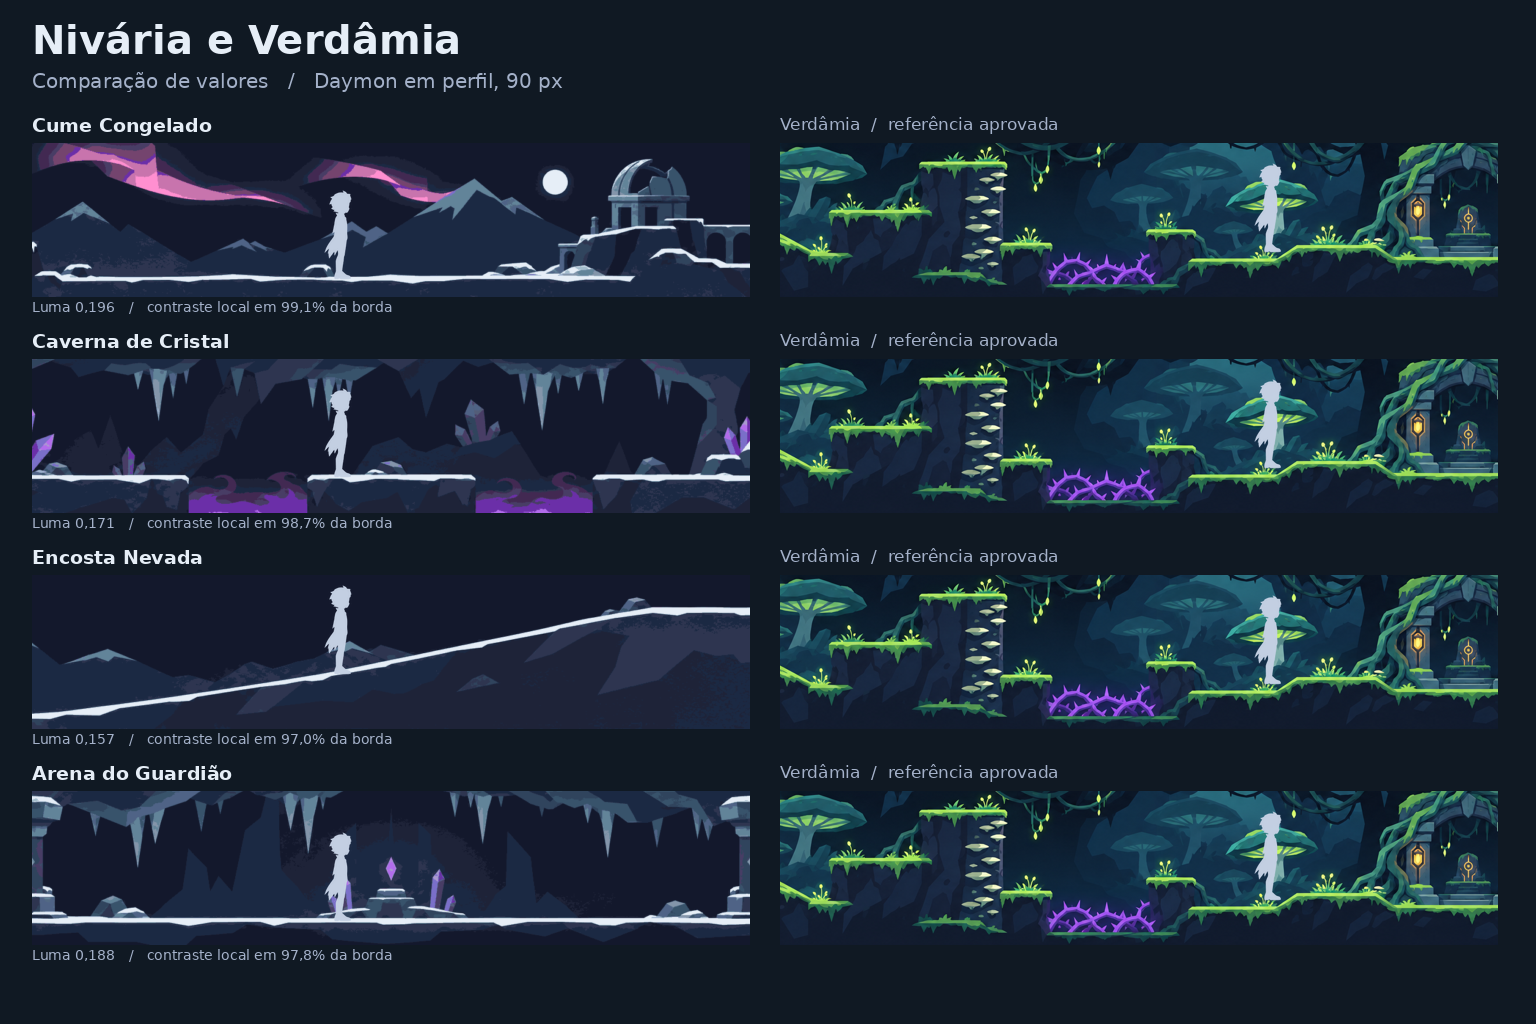 Nivária e Verdâmia
Comparação de valores / Daymon em perfil, 90 px
Cume Congelado
Verdâmia / referência aprovada
Luma 0,196 / contraste local em 99,1% da borda
Caverna de Cristal
Verdâmia / referência aprovada
Luma 0,171 / contraste local em 98,7% da borda
Encosta Nevada
Verdâmia / referência aprovada
Luma 0,157 / contraste local em 97,0% da borda
Arena do Guardião
Verdâmia / referência aprovada
Luma 0,188 / contraste local em 97,8% da borda